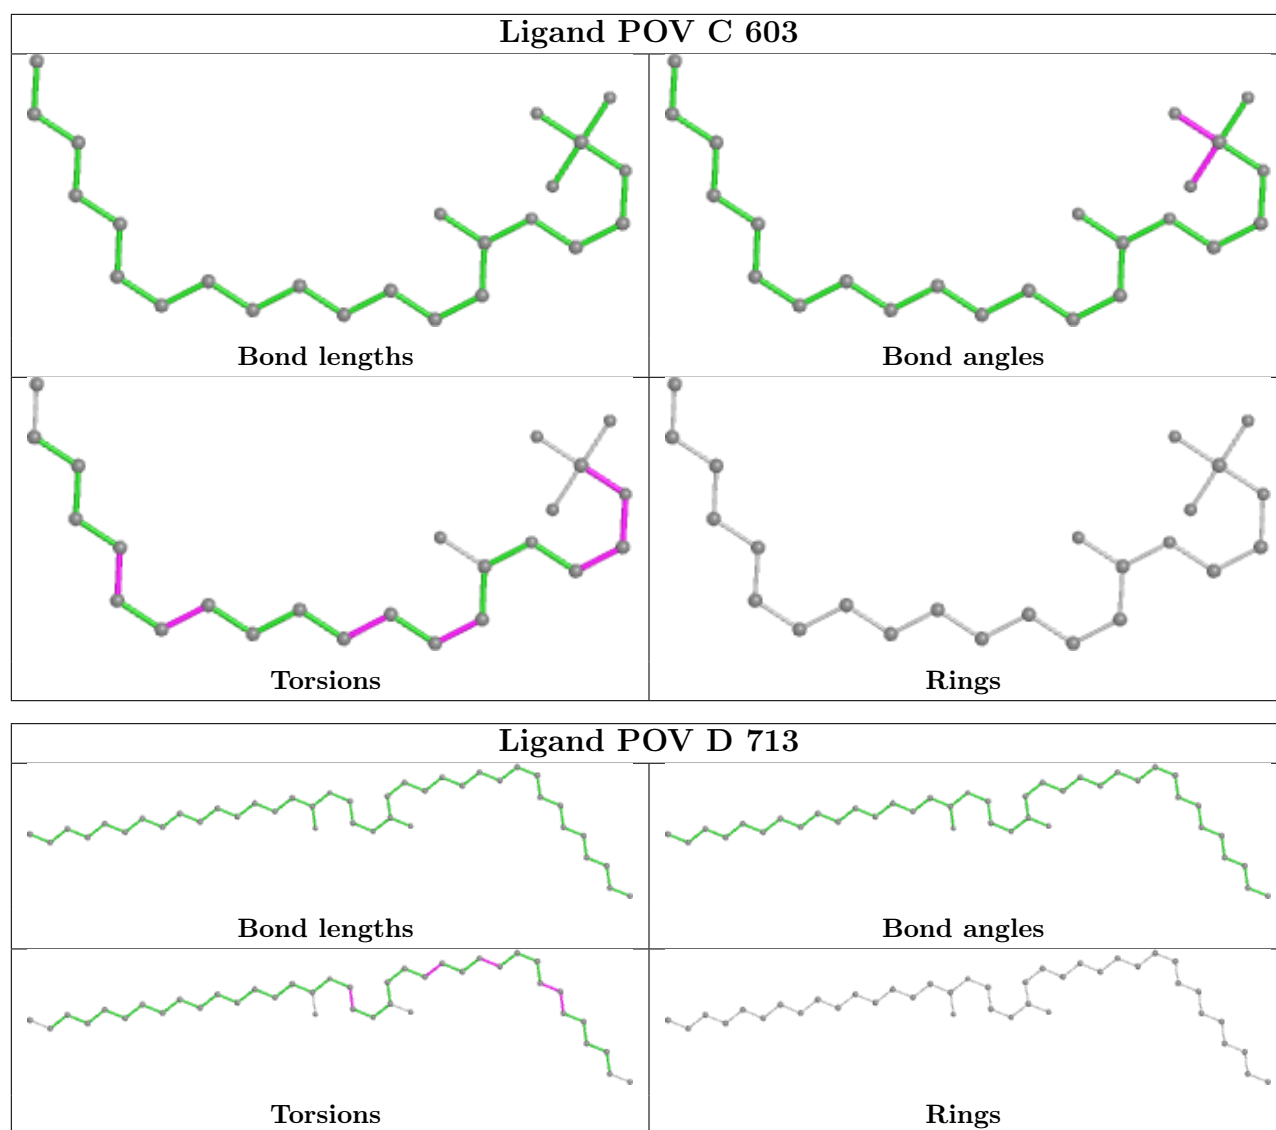 Ligand POV C 603
Bond lengths
Bond angles
Torsions
Rings
Ligand POV D 713
Bond lengths
Bond angles
Torsions
Rings